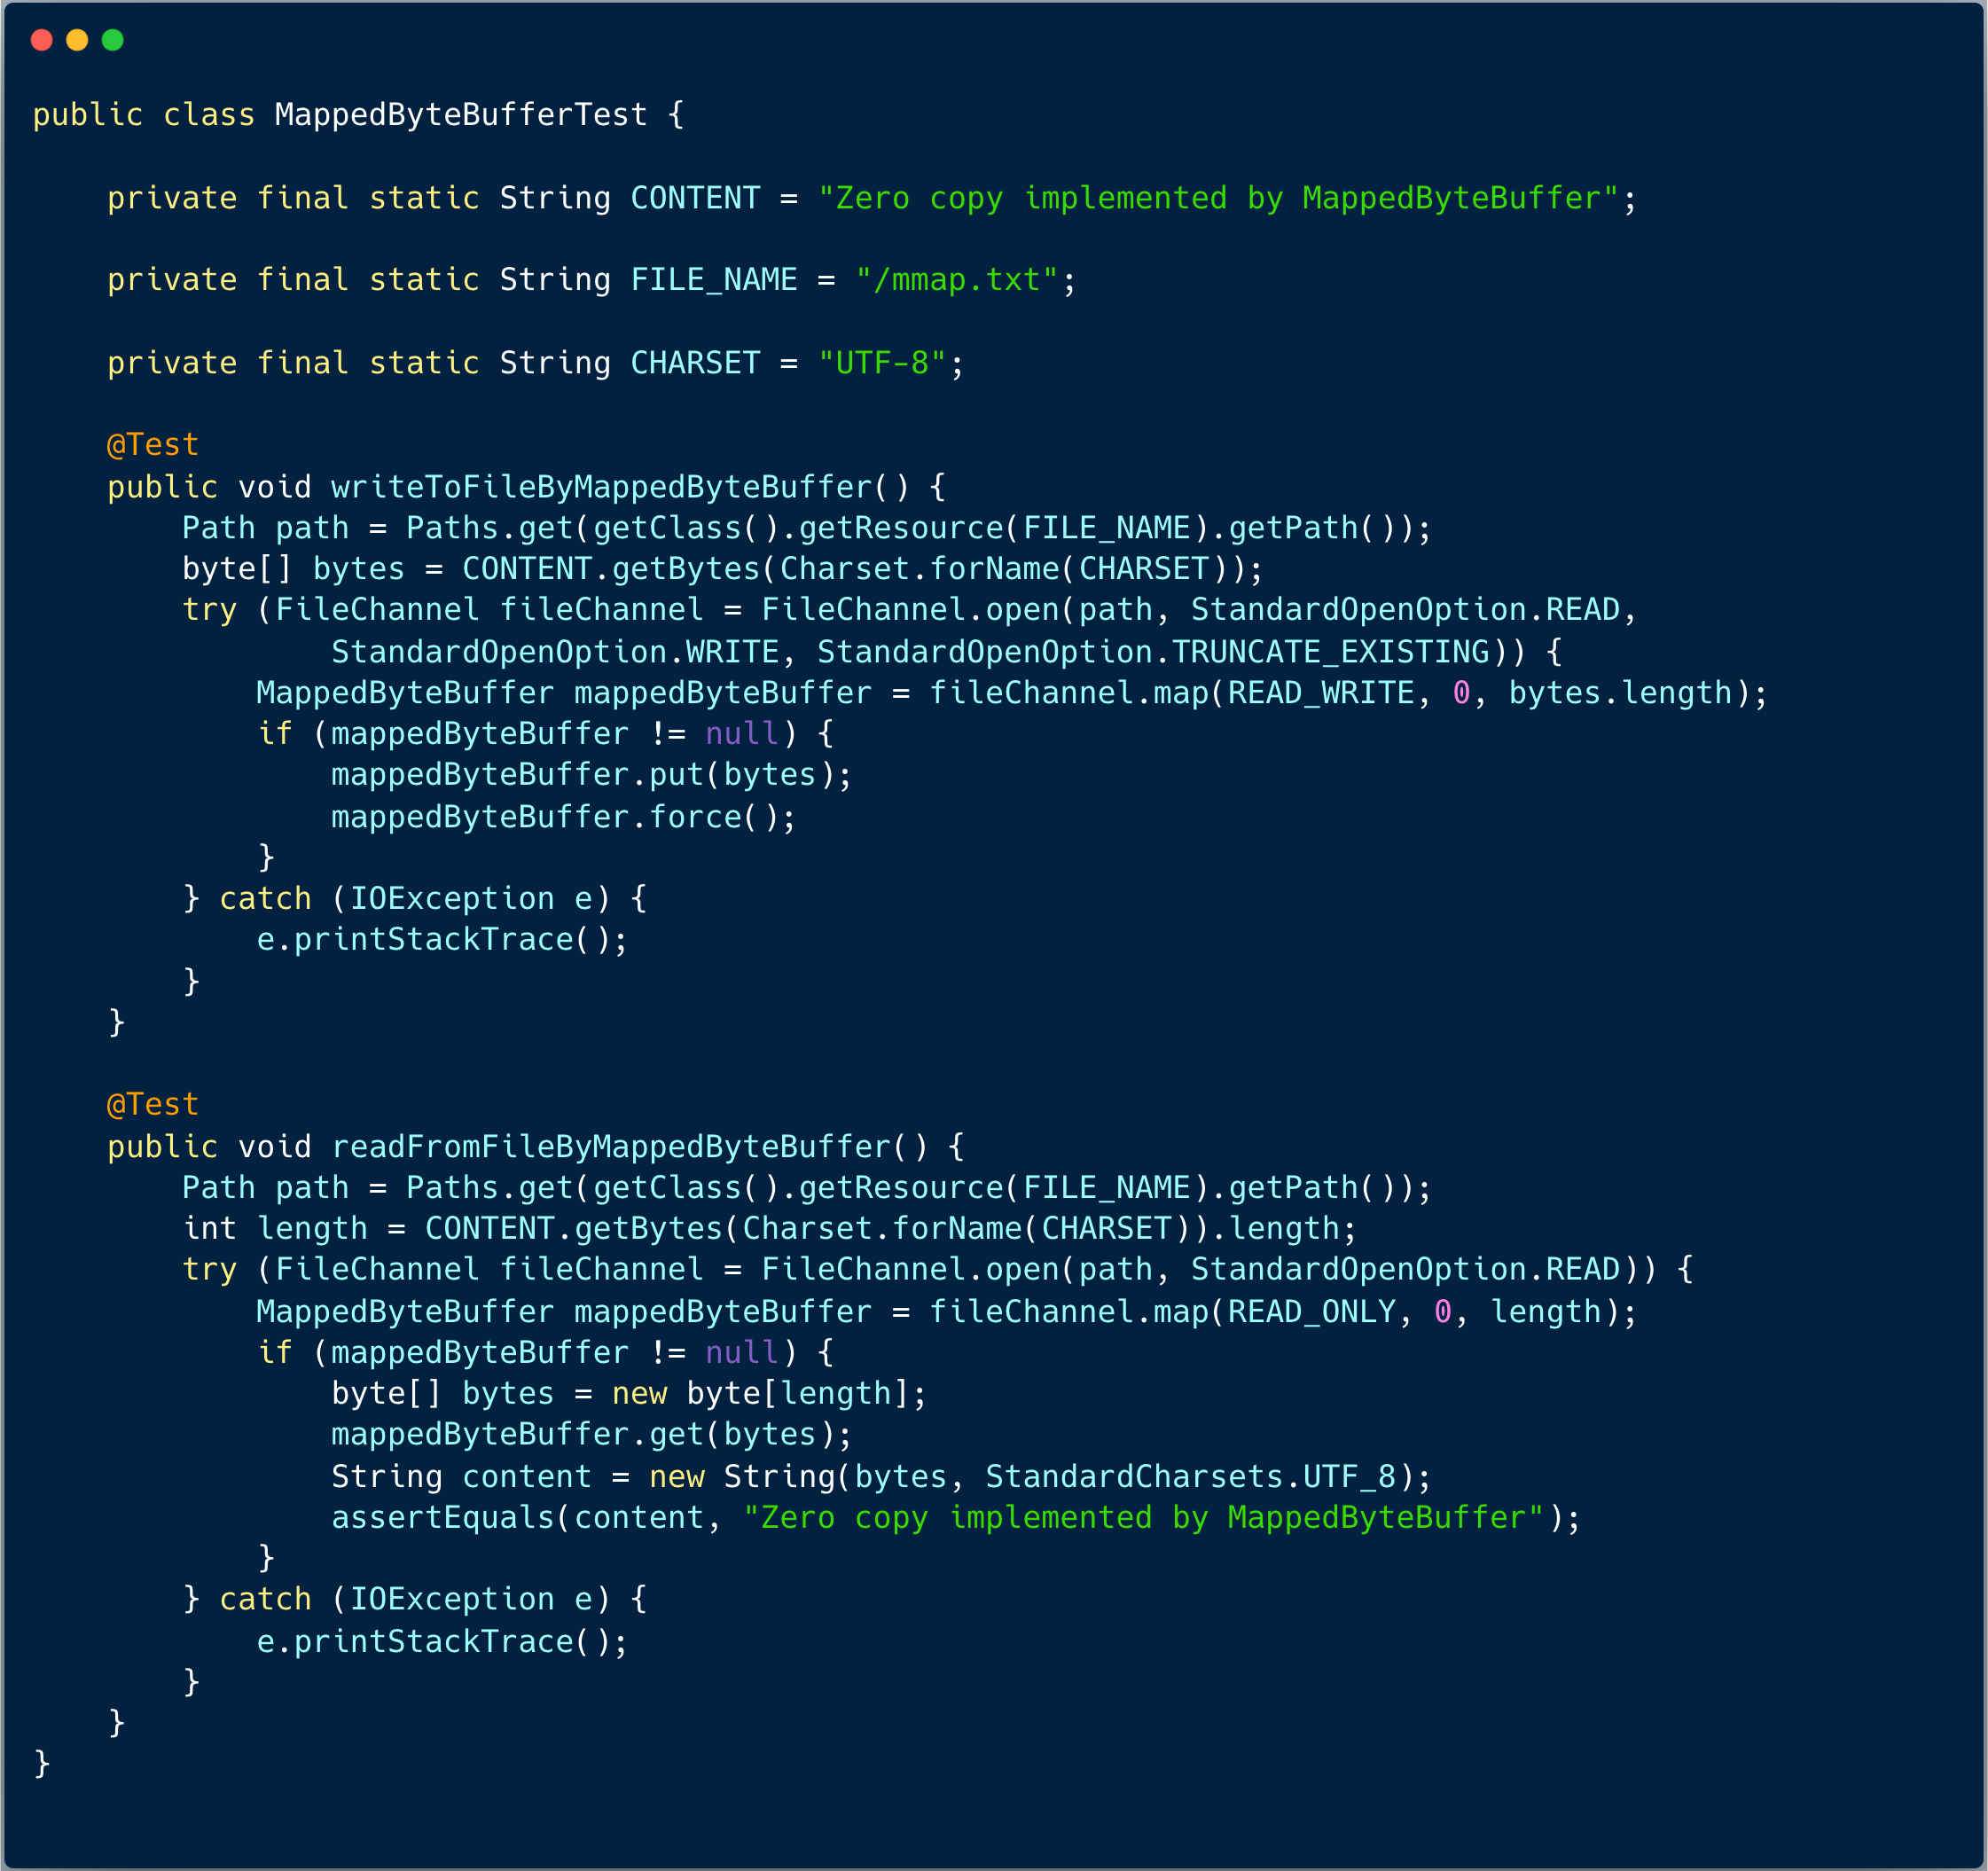 public class MappedByteBufferTest {
private final static String CONTENT = "Zero copy implemented by MappedByteBuffer";
private final static String FILE_NAME = "/mmap.txt";
private final static String CHARSET = "UTF-8";
@Test
public void writeToFileByMappedByteBuffer() {
Path path = Paths.get(getClass().getResource(FILE_NAME).getPath());
byte[] bytes = CONTENT.getBytes(Charset.forName(CHARSET));
try (FileChannel fileChannel = FileChannel.open(path, StandardOpenOption.READ,
StandardOpenOption.WRITE, StandardOpenOption.TRUNCATE_EXISTING)) {
MappedByteBuffer mappedByteBuffer = fileChannel.map(READ_WRITE, 0, bytes.length);
if (mappedByteBuffer != null) {
mappedByteBuffer.put(bytes);
mappedByteBuffer.force();
}
} catch (IOException e) {
e.printStackTrace();
}
}
@Test
public void readFromFileByMappedByteBuffer() {
Path path = Paths.get(getClass().getResource(FILE_NAME).getPath());
int length = CONTENT.getBytes(Charset.forName(CHARSET)).length;
try (FileChannel fileChannel = FileChannel.open(path, StandardOpenOption.READ)) {
MappedByteBuffer mappedByteBuffer = fileChannel.map(READ_ONLY, 0, length);
if (mappedByteBuffer != null) {
byte[] bytes = new byte[length];
mappedByteBuffer.get(bytes);
String content = new String(bytes, StandardCharsets.UTF_8);
assertEquals(content, "Zero copy implemented by MappedByteBuffer");
}
} catch (IOException e) {
e.printStackTrace();
}
}
}